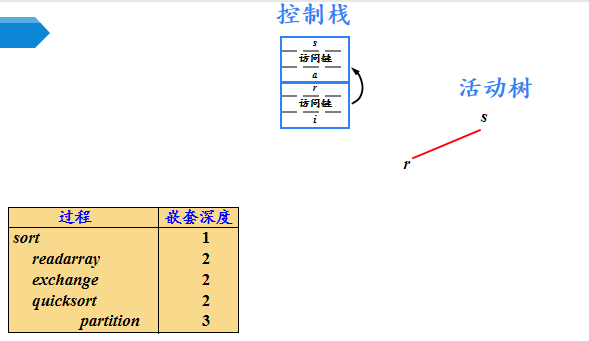 控制栈
s
访问链
a
r
访问链
i
活动树
s
r
过程 嵌套深度
sort 1
readarray 2
exchange 2
quicksort 2
partition 3